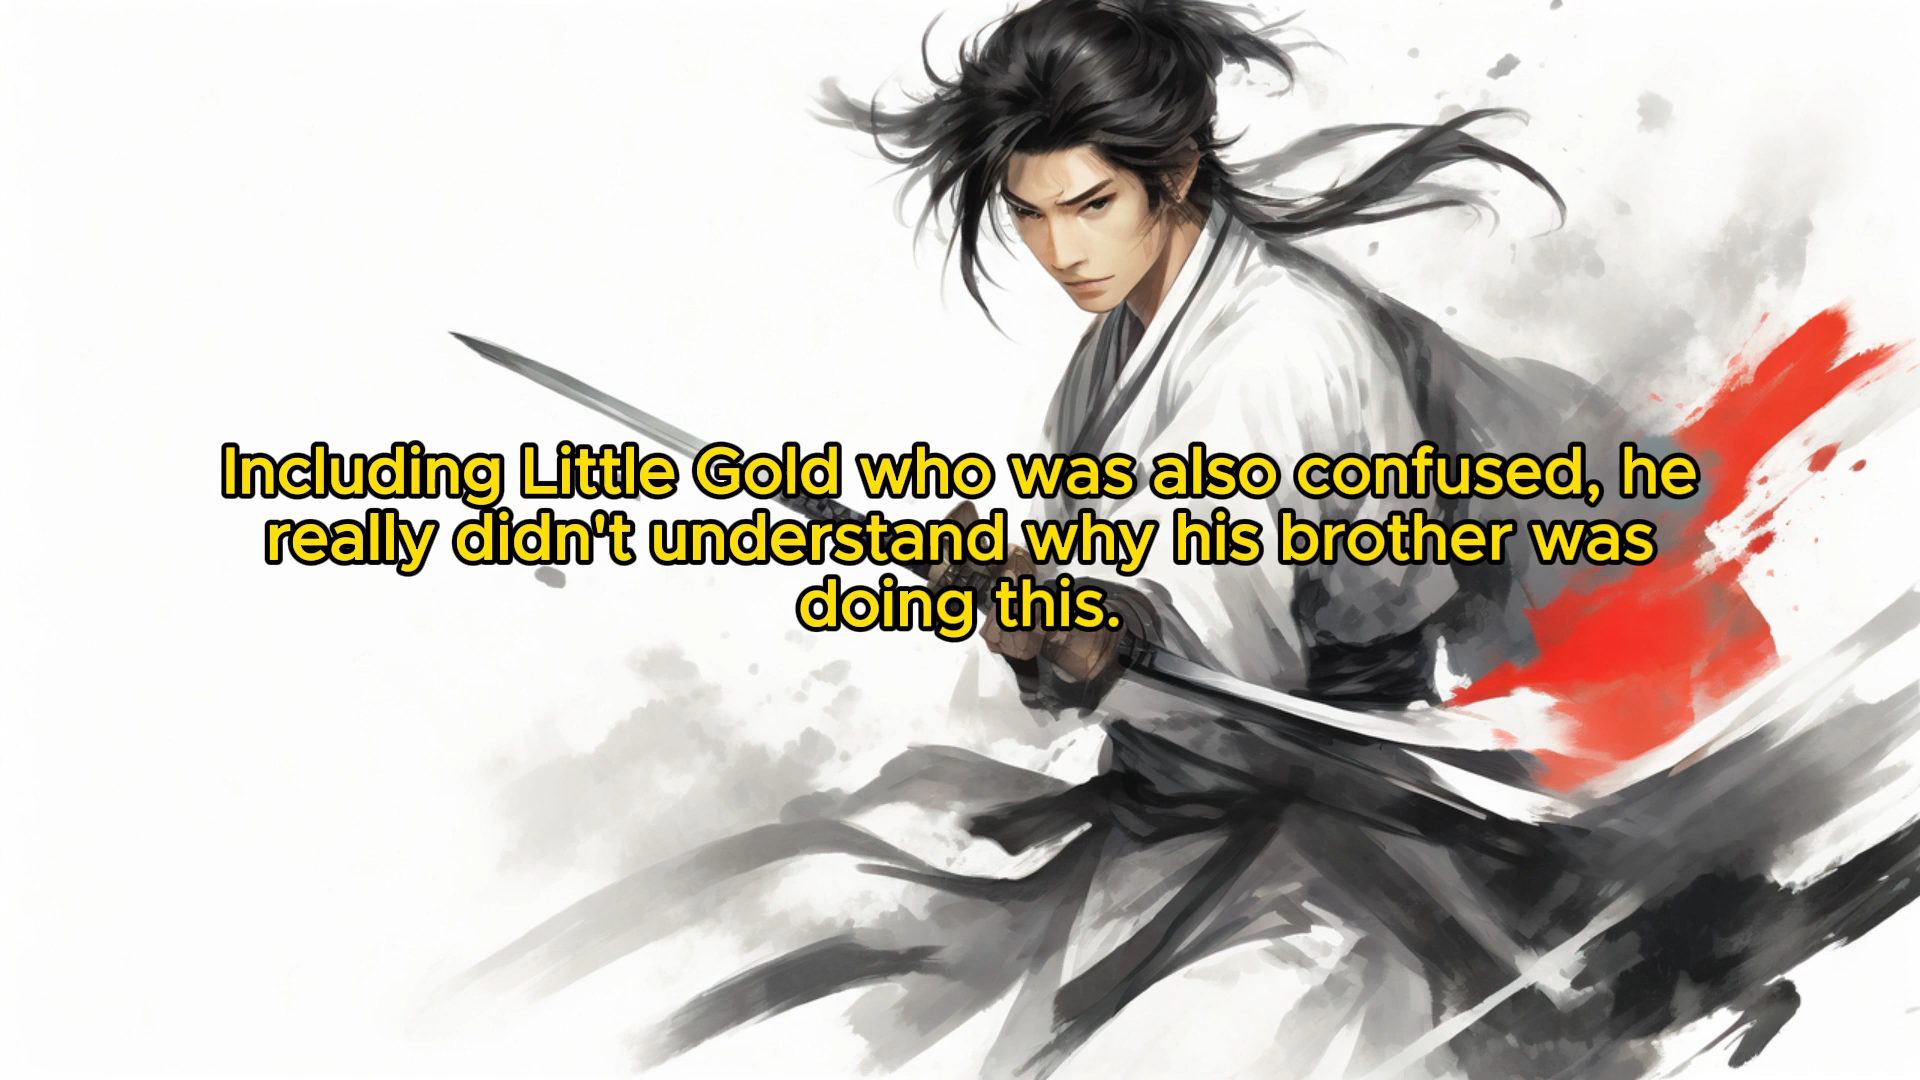 Including Little Gold who was also confused, he
really didn't understand why his brother was
doing this.